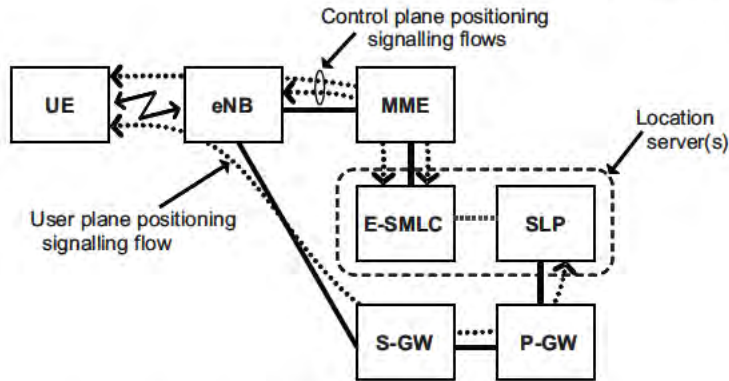 Control plane positioning
signalling flows
UE
eNB
MME
Location
server(s)
E-SMLC
SLP
User plane positioning
signalling flow
S-GW
P-GW